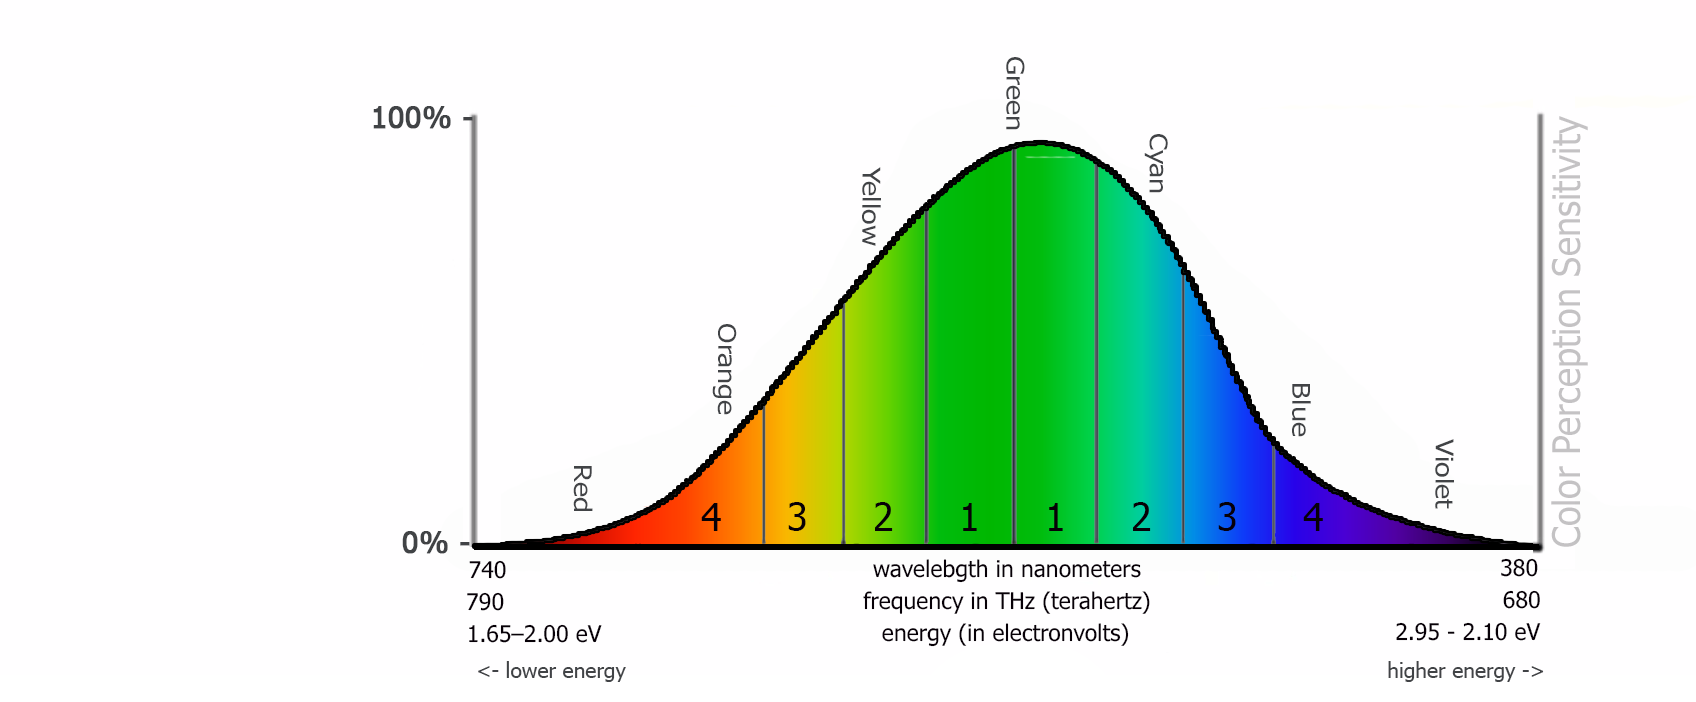 Green
100%
Cyan
Yellow
Color Perception Sensitivity
Orange
Blue
Red
Violet
4 3 2 1 1 2 3 4
0%
740 wavelebgth in nanometers 380
790 frequency in THz (terahertz) 680
1.65–2.00 eV energy (in electronvolts) 2.95 - 2.10 eV
<- lower energy higher energy ->